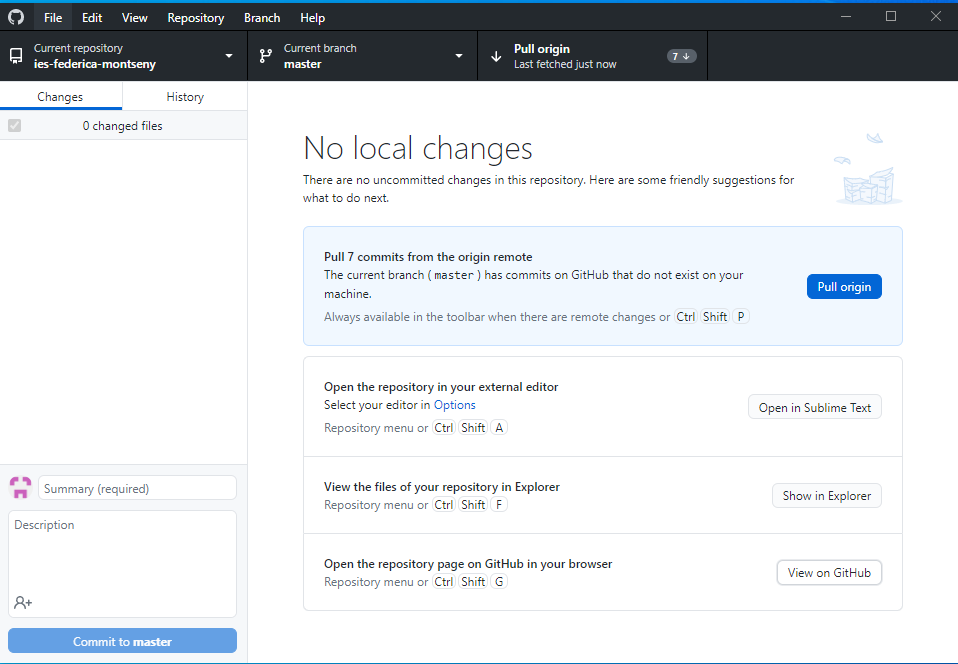 File Edit View Repository Branch Help
Current repository
ies-federica-montseny
Current branch
master
Pull origin
Last fetched just now
7
Changes History
0 changed files
No local changes
There are no uncommitted changes in this repository. Here are some friendly suggestions for
what to do next.
Pull 7 commits from the origin remote
The current branch ( master ) has commits on GitHub that do not exist on your
machine.
Always available in the toolbar when there are remote changes or Ctrl Shift P
Pull origin
Open the repository in your external editor
Select your editor in Options
Repository menu or Ctrl Shift A
Open in Sublime Text
View the files of your repository in Explorer
Repository menu or Ctrl Shift F
Show in Explorer
Open the repository page on GitHub in your browser
Repository menu or Ctrl Shift G
View on GitHub
Summary (required)
Description
Commit to master